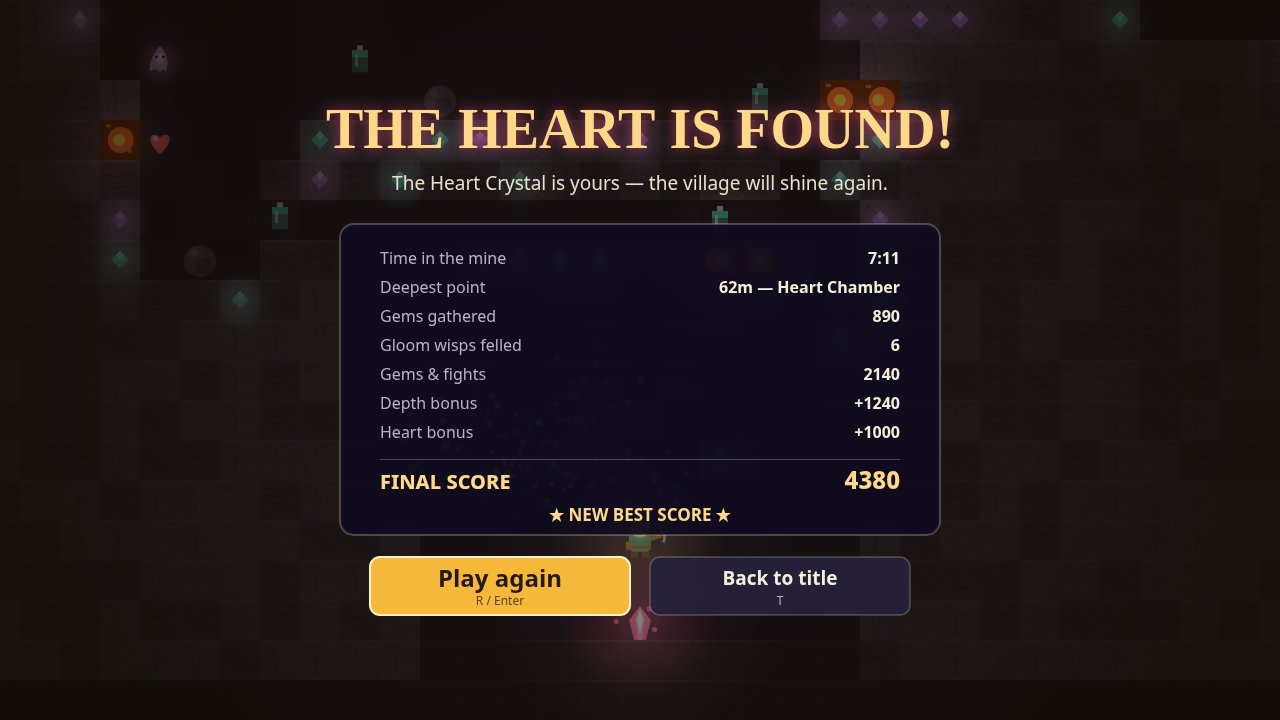 THE HEART IS FOUND!
The Heart Crystal is yours — the village will shine again.
Time in the mine 7:11
Deepest point 62m — Heart Chamber
Gems gathered 890
Gloom wisps felled 6
Gems & fights 2140
Depth bonus +1240
Heart bonus +1000
FINAL SCORE 4380
★ NEW BEST SCORE ★
Play again Back to title
R / Enter T